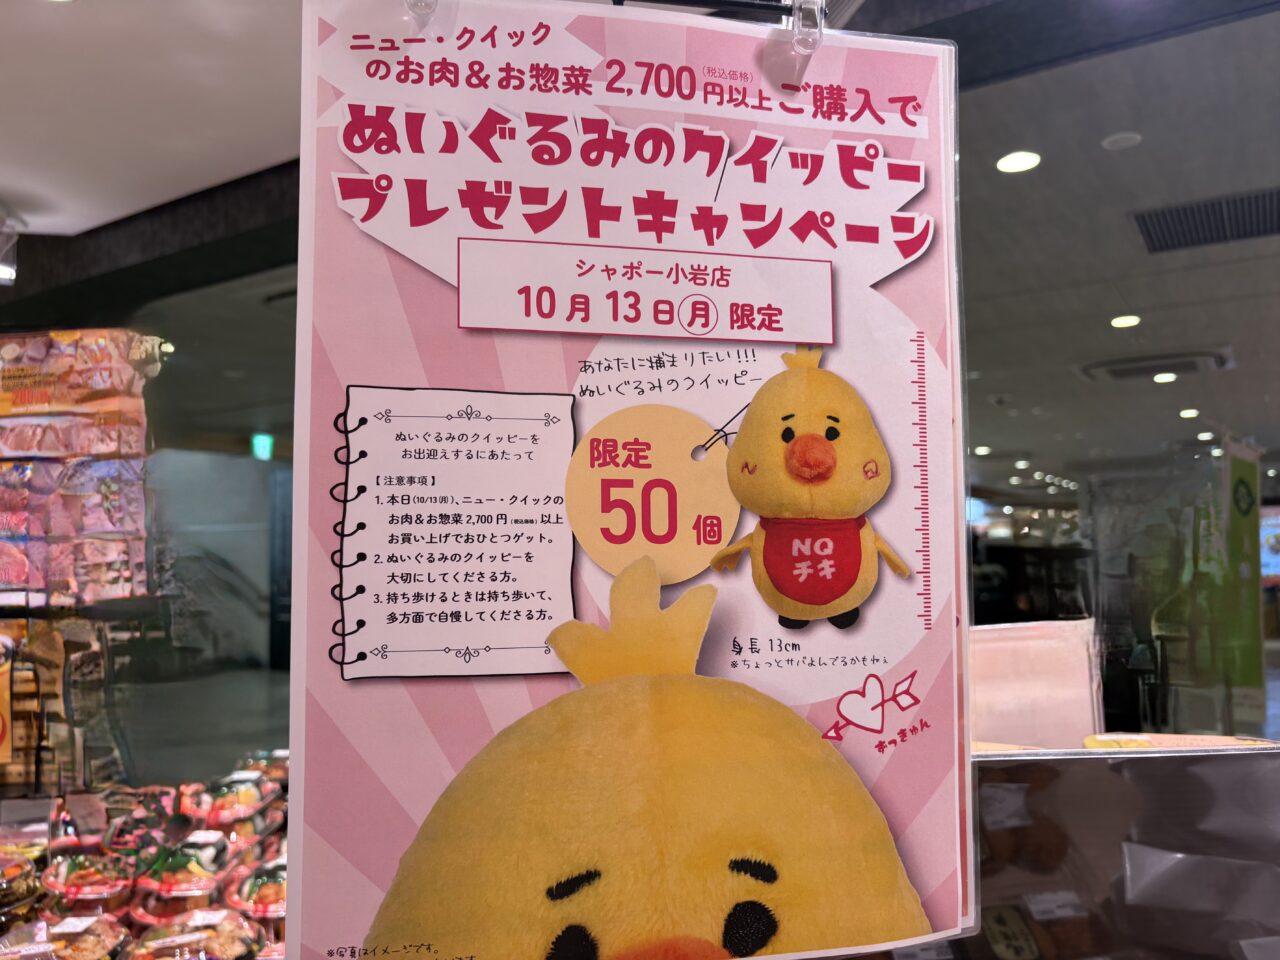 ニュー・クイック
のお肉＆お惣菜 2,700円以上ご購入で
(税込価格)
ぬいぐるみのクイッピー
プレゼントキャンペーン
シャポー小岩店
10月13日㊊限定
あなたに捕まりたい!!!
ぬいぐるみのクイッピー
限定
50個
NQ
チキ
ぬいぐるみのクイッピーを
お出迎えするにあたって
【注意事項】
1. 本日(10/13㈪)、ニュー・クイックの
お肉＆お惣菜2,700円(税込価格)以上
お買い上げでおひとつゲット。
2. ぬいぐるみのクイッピーを
大切にしてくださる方。
3. 持ち歩けるときは持ち歩いて、
多方面で自慢してくださる方。
身長13cm
※ちょっとサバよんでるかもねぇ
ずっきゅん
※写真はイメージです。